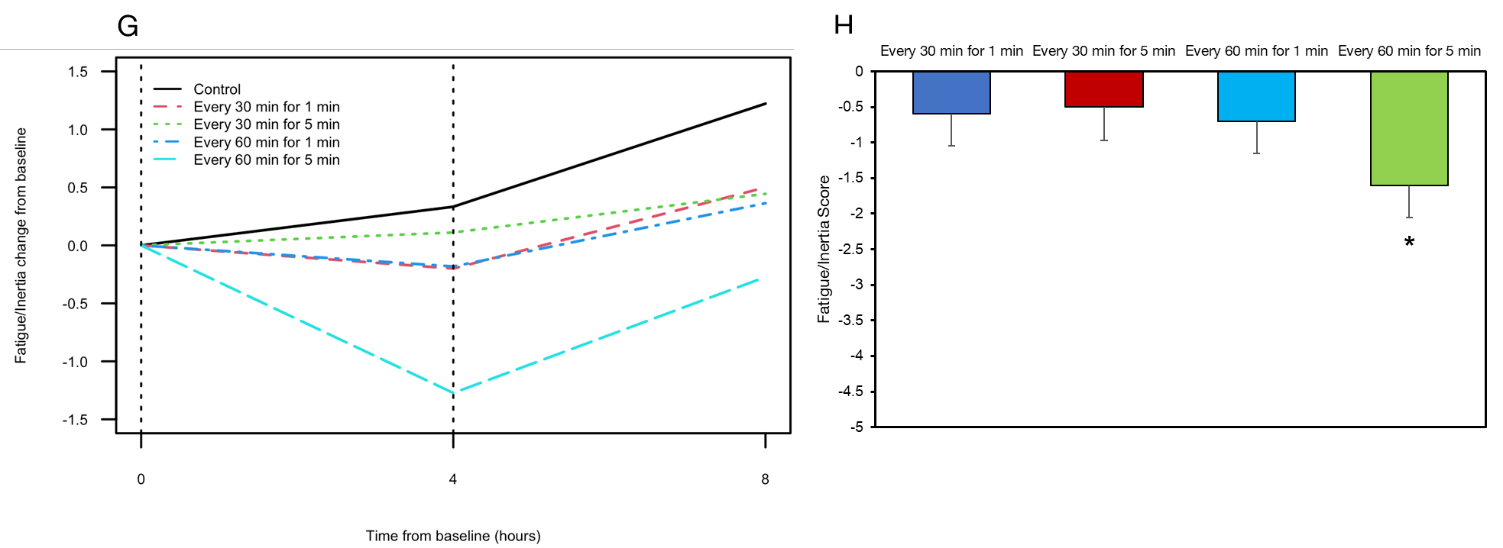 G
Fatigue/Inertia change from baseline
1.5
1.0
0.5
0.0
-0.5
-1.0
-1.5
Control
Every 30 min for 1 min
Every 30 min for 5 min
Every 60 min for 1 min
Every 60 min for 5 min
0 4 8
Time from baseline (hours)
H
Every 30 min for 1 min Every 30 min for 5 min Every 60 min for 1 min Every 60 min for 5 min
Fatigue/Inertia Score
0
-0.5
-1
-1.5
-2
-2.5
-3
-3.5
-4
-4.5
-5
*